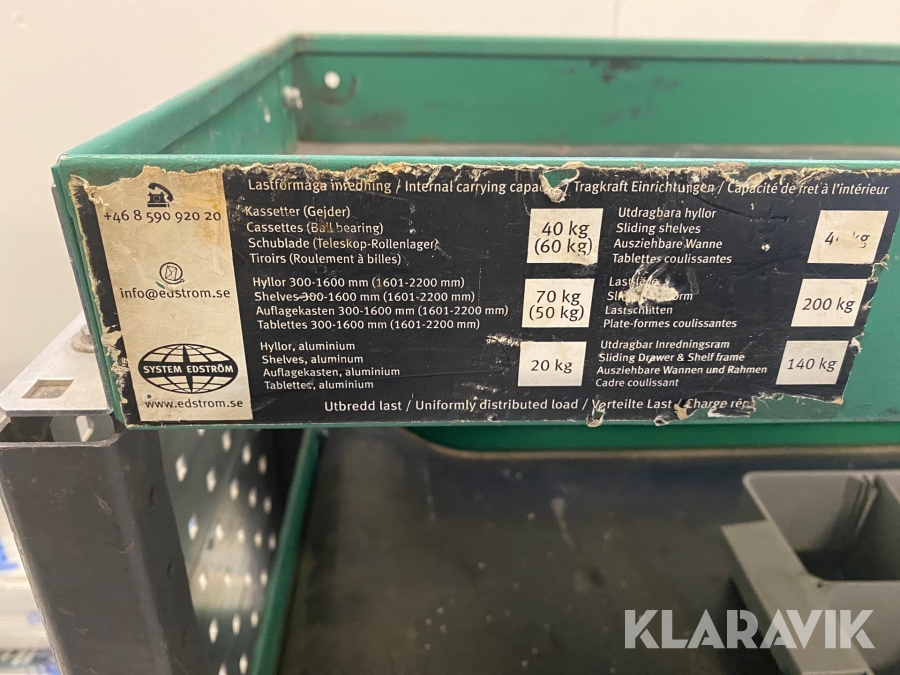 Lastförmåga inredning / Internal carrying / Tragkraft Einrichtungen / Capacité de fret à l'intérieur
+46 8 590 920 20
info@edstrom.se
SYSTEM EDSTRÖM
www.edstrom.se
Kassetter (Gejder)
Cassettes (Ball bearing)
Schublade (Teleskop-Rollenlager)
Tiroirs (Roulement à billes)
40 kg
(60 kg)
Hyllor 300-1600 mm (1601-2200 mm)
Shelves 300-1600 mm (1601-2200 mm)
Auflagekasten 300-1600 mm (1601-2200 mm)
Tablettes 300-1600 mm (1601-2200 mm)
70 kg
(50 kg)
Hyllor, aluminium
Shelves, aluminum
Auflagekasten, aluminium
Tablettes, aluminium
20 kg
Utdragbara hyllor
Sliding shelves
Ausziehbare Wanne
Tablettes coulissantes
kg
Lastschlitten
Plate-formes coulissantes
200 kg
Utdragbar Inredningsram
Sliding Drawer & Shelf frame
Ausziehbare Wannen und Rahmen
Cadre coulissant
140 kg
Utbredd last / Uniformly distributed load / Verteilte Last / Charge
KLARAVIK